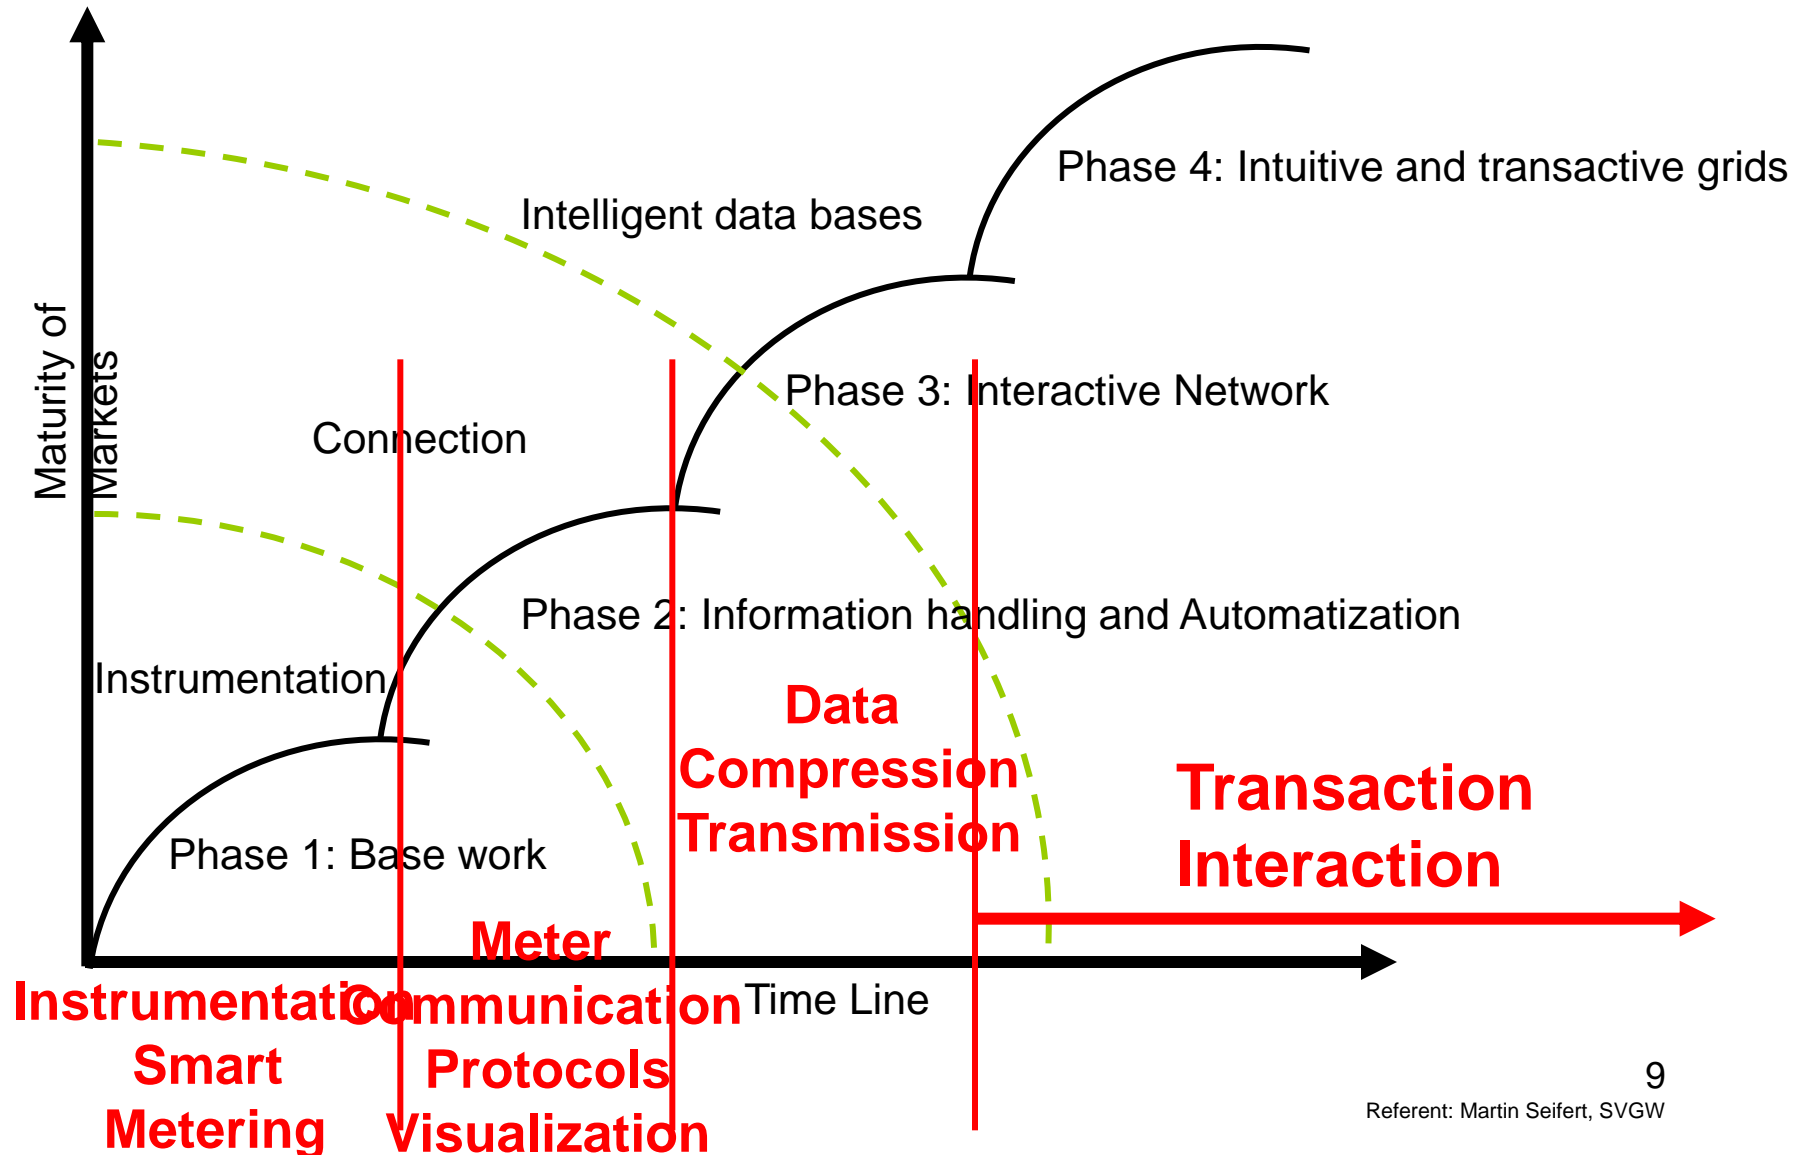 Phase 4: Intuitive and transactive grids
Intelligent data bases
Maturity of
Markets
Phase 3: Interactive Network
Connection
Phase 2: Information handling and Automatization
Instrumentation
Data
Compression
Transmission
Transaction
Interaction
Phase 1: Base work
Meter
Communication
Protocols
Visualization
Instrumentation
Smart
Metering
Time Line
9
Referent: Martin Seifert, SVGW